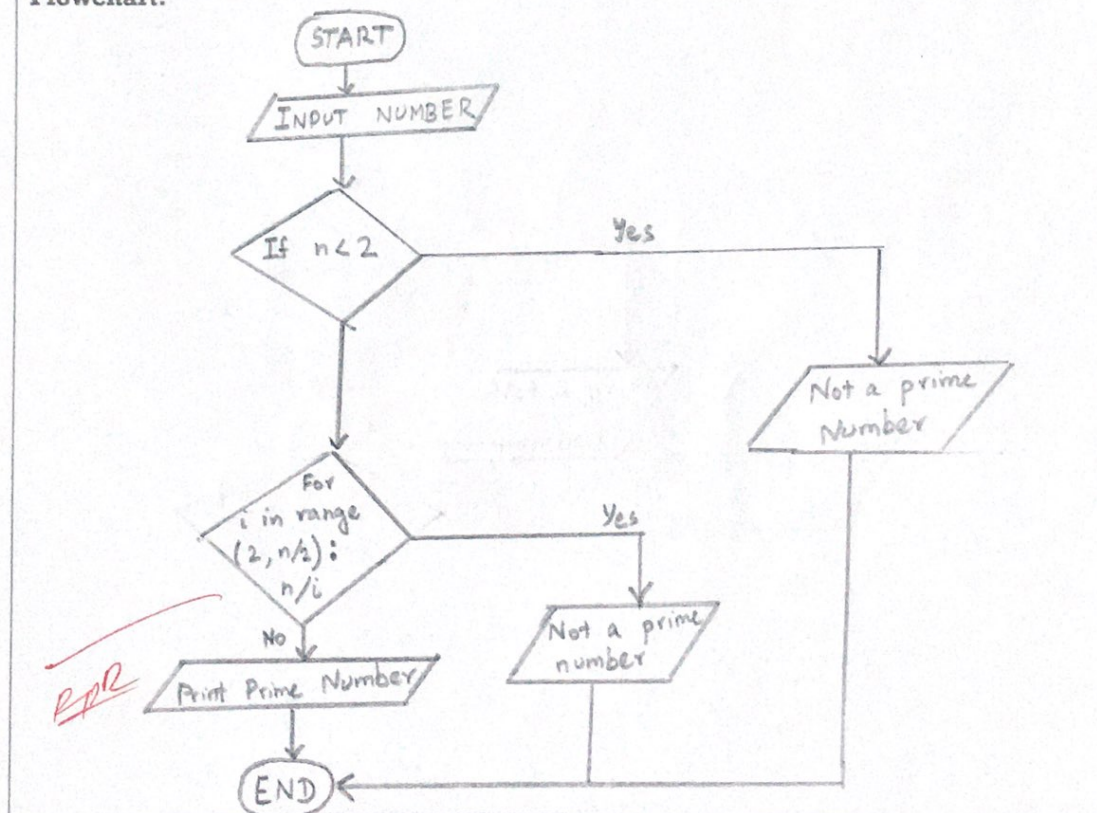 Flowchart:
START
INPUT NUMBER
If n<2
Yes
Not a prime
Number
For
i in range
(2, n/2):
n/i
Yes
Not a prime
number
No
Print Prime Number
END